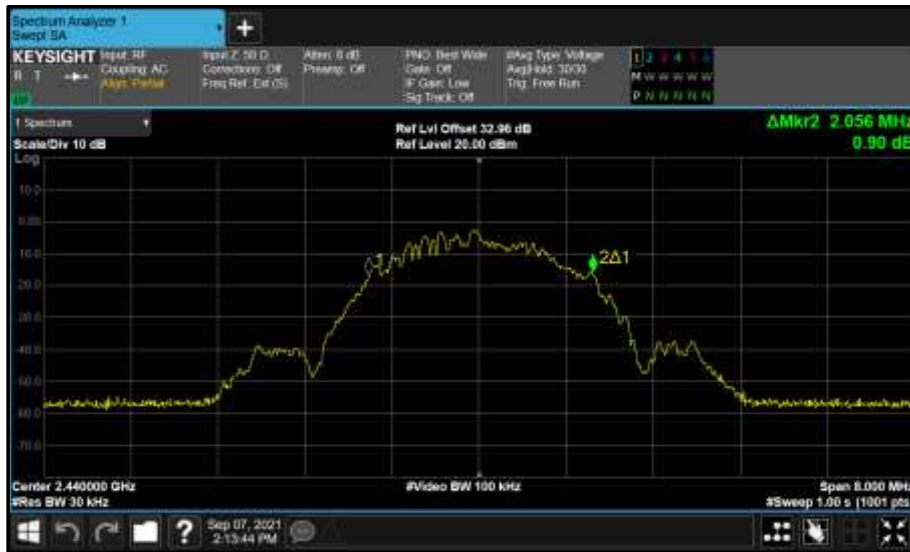 Spectrum Analyzer 1
Swept SA
+
KEYSIGHT Input: RF
Coupling: AC
Align: Partial
R T
Input Z: 50 Ω
Corrections: Off
Freq Ref: Ext (S)
Atten: 6 dB
Preamp: Off
PNO: Best Wide
Gate: Off
IF Gain: Low
Sig Track: Off
#Avg Type: Voltage
Avg|Hold: 30/30
Trig: Free Run
1 2 3 4 5 6
M W W W W W
P N N N N N
1 Spectrum
Scale/Div 10 dB
Ref Lvl Offset 32.96 dB
Ref Level 20.00 dBm
ΔMkr2 2.056 MHz
0.90 dB
Log
10.0
0.00
-10.0
-20.0
-30.0
-40.0
-50.0
-60.0
-70.0
1
2Δ1
Center 2.440000 GHz
#Res BW 30 kHz
#Video BW 100 kHz
Span 8.000 MHz
#Sweep 1.00 s (1001 pts
?
Sep 07, 2021
2:13:44 PM